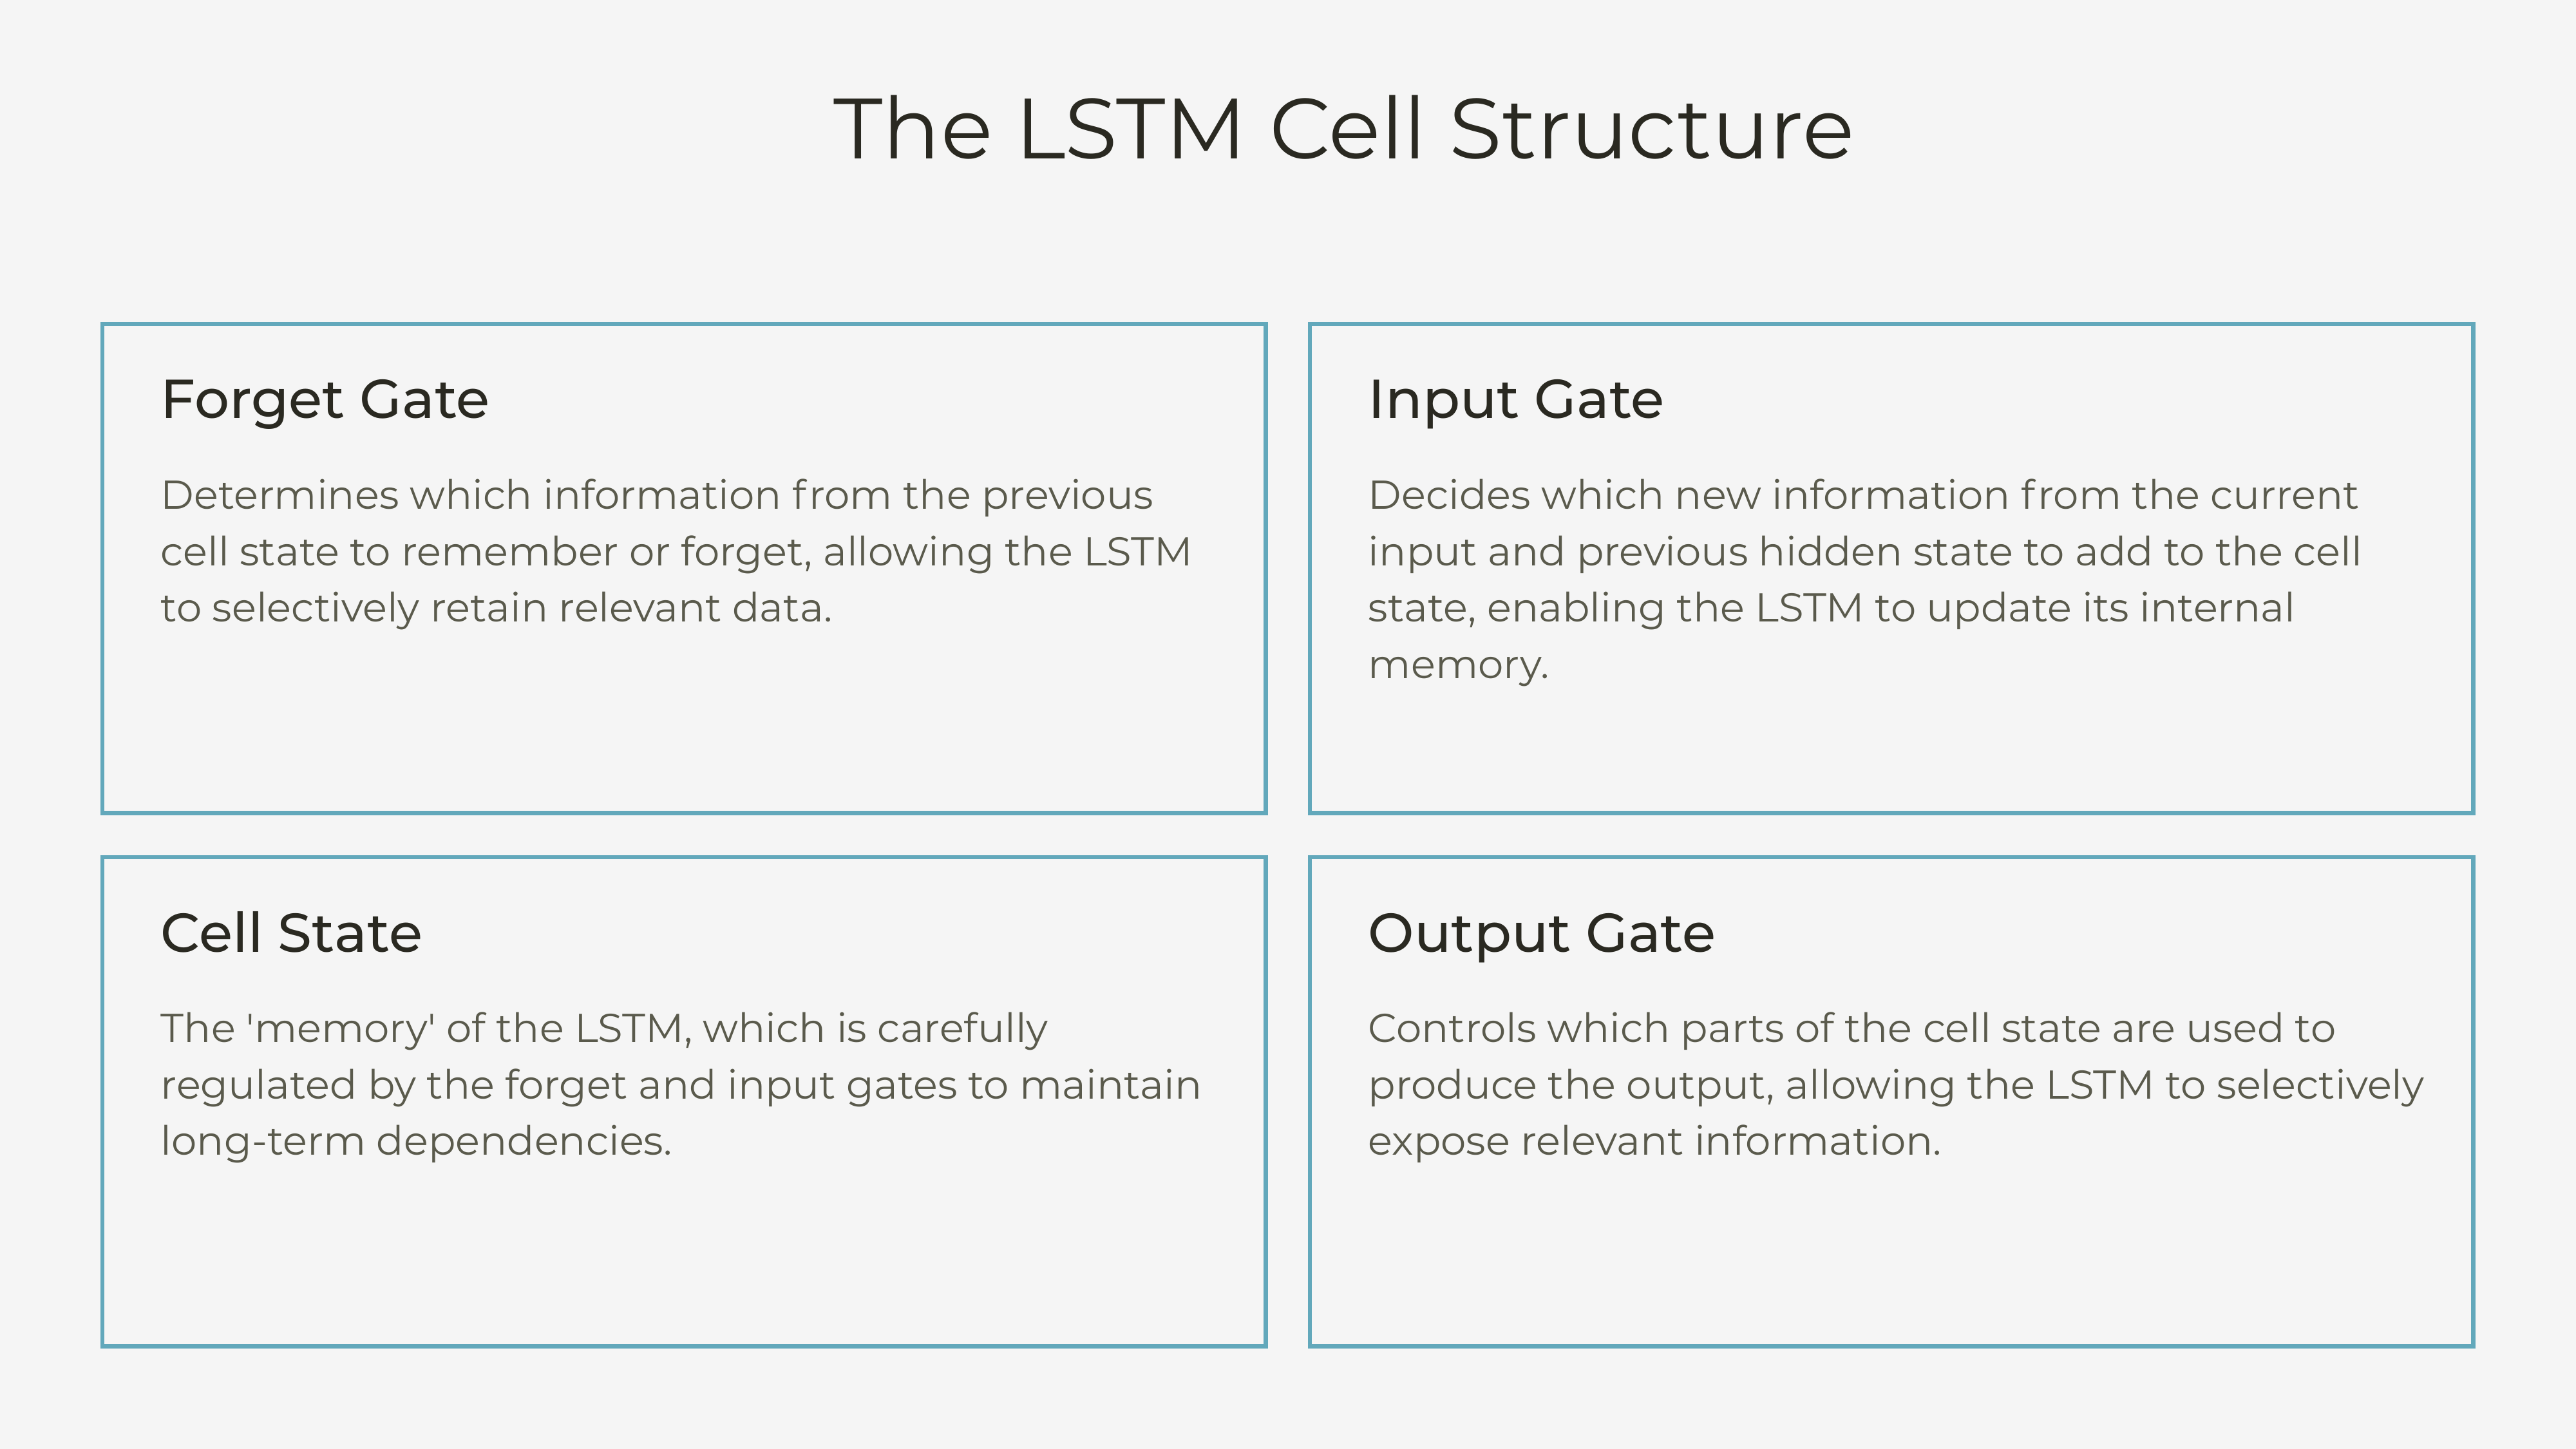 The LSTM Cell Structure
Forget Gate
Determines which information from the previous
cell state to remember or forget, allowing the LSTM
to selectively retain relevant data.
Input Gate
Decides which new information from the current
input and previous hidden state to add to the cell
state, enabling the LSTM to update its internal
memory.
Cell State
The 'memory' of the LSTM, which is carefully
regulated by the forget and input gates to maintain
long-term dependencies.
Output Gate
Controls which parts of the cell state are used to
produce the output, allowing the LSTM to selectively
expose relevant information.